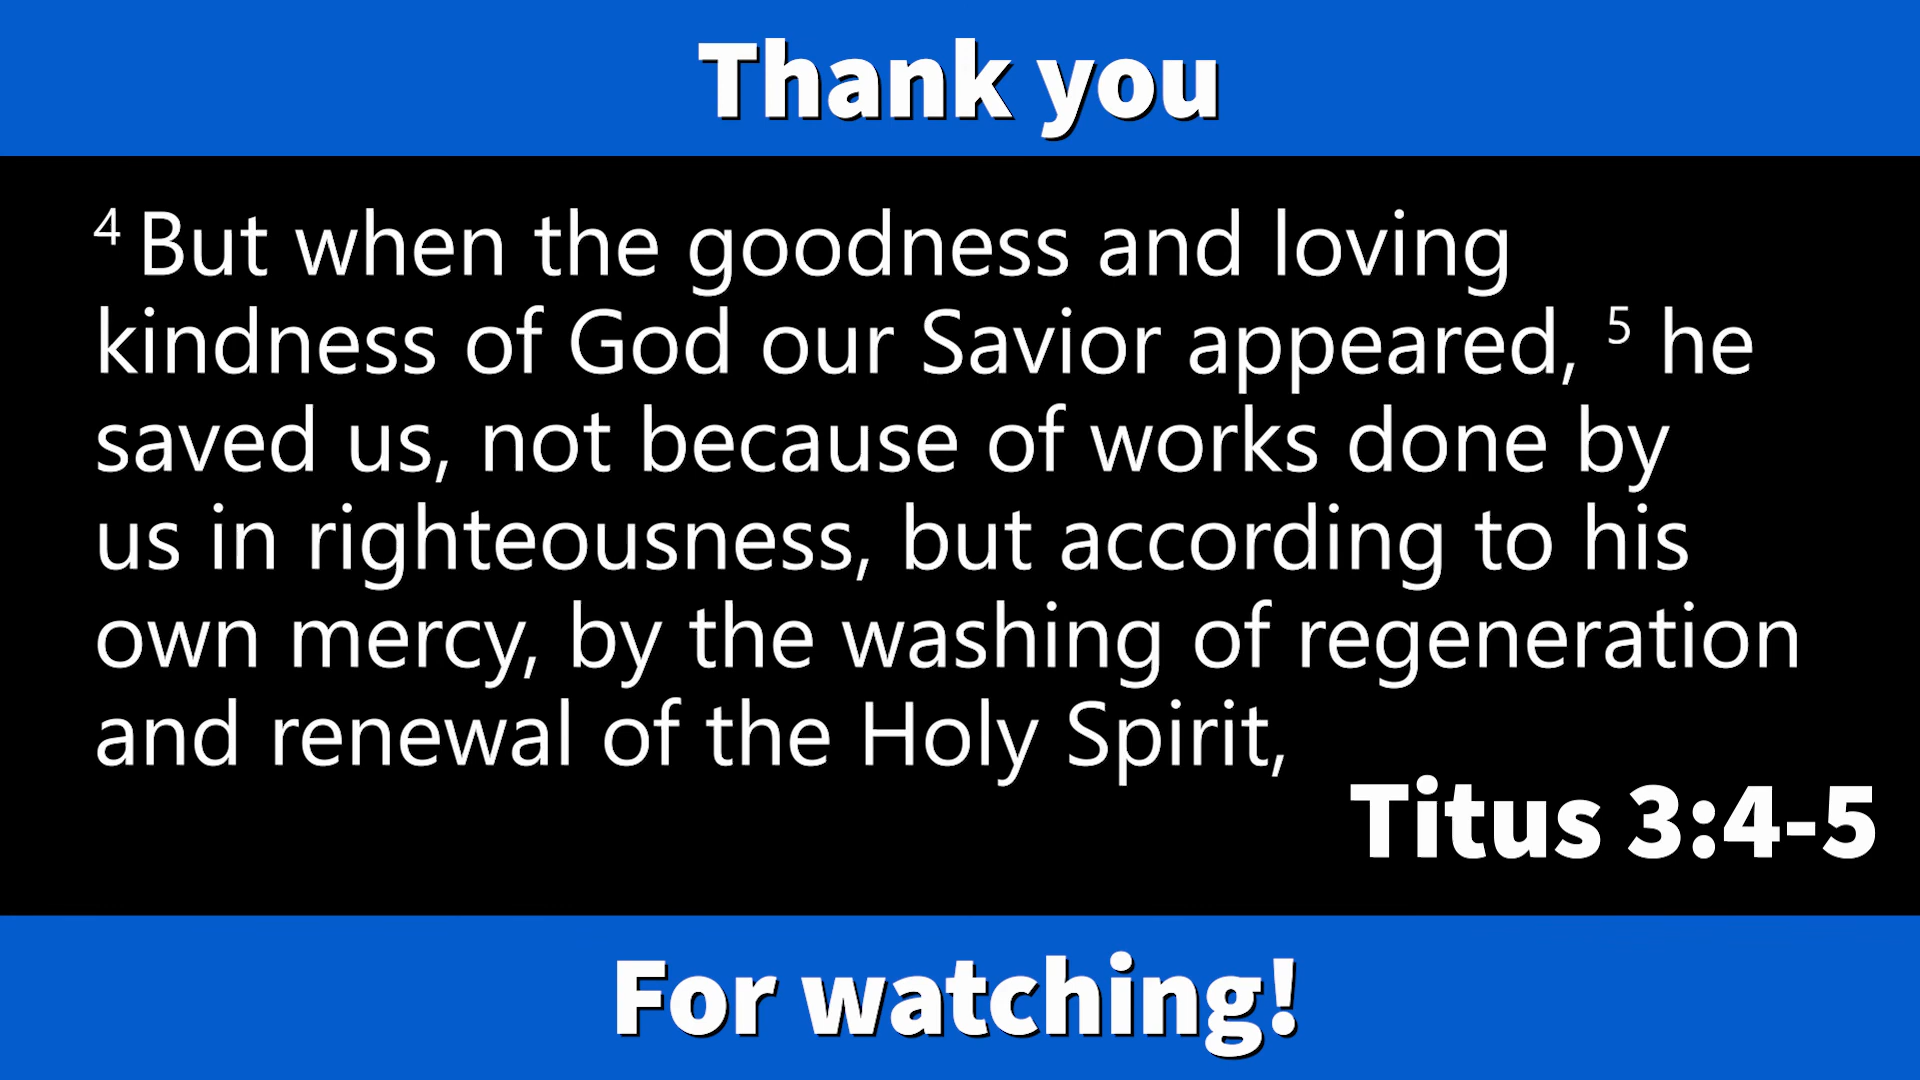 Thank you
4 But when the goodness and loving
kindness of God our Savior appeared, 5 he
saved us, not because of works done by
us in righteousness, but according to his
own mercy, by the washing of regeneration
and renewal of the Holy Spirit,
Titus 3:4-5
For watching!